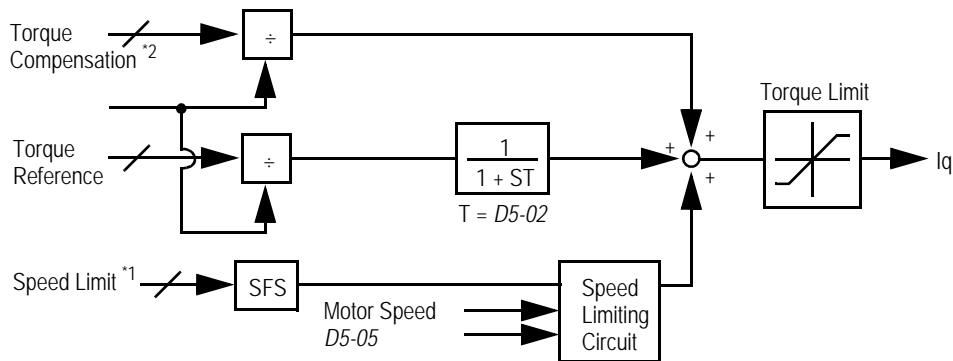 Torque
Compensation *2
÷
Torque Limit
+
+
+
Torque
Reference
÷
1
1 + ST
T = D5-02
Iq
Speed Limit *1
SFS
Motor Speed
D5-05
Speed
Limiting
Circuit